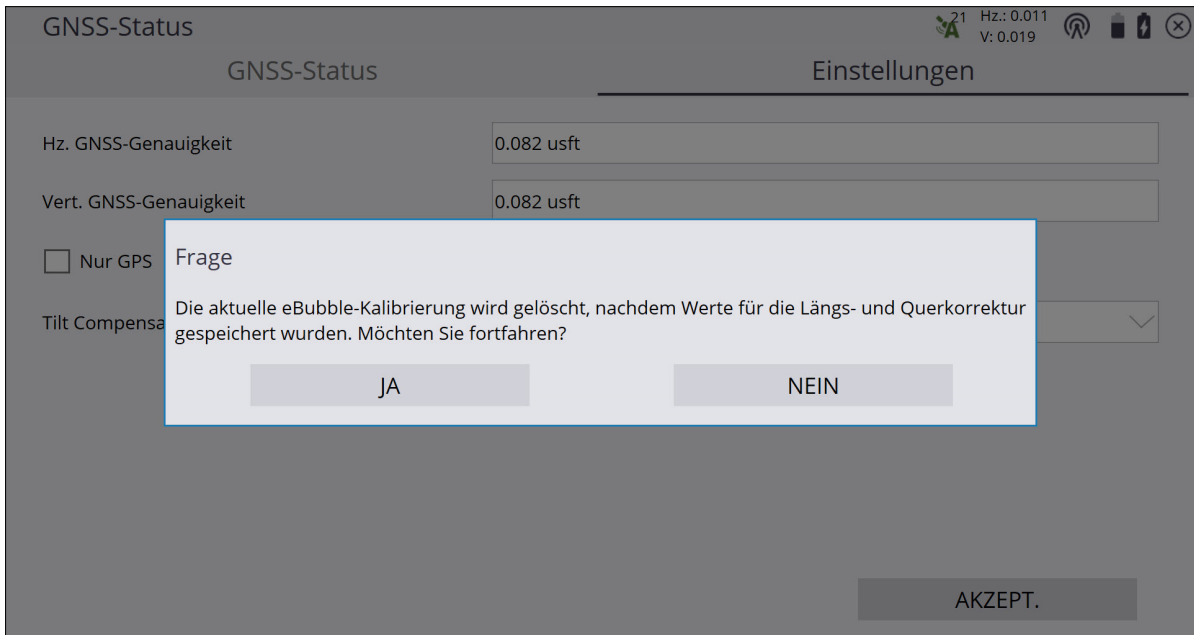 GNSS-Status
21
Hz.: 0.011
V: 0.019
GNSS-Status
Einstellungen
Hz. GNSS-Genauigkeit
0.082 usft
Vert. GNSS-Genauigkeit
0.082 usft
Nur GPS
Tilt Compensa
Frage
Die aktuelle eBubble-Kalibrierung wird gelöscht, nachdem Werte für die Längs- und Querkorrektur
gespeichert wurden. Möchten Sie fortfahren?
JA
NEIN
AKZEPT.